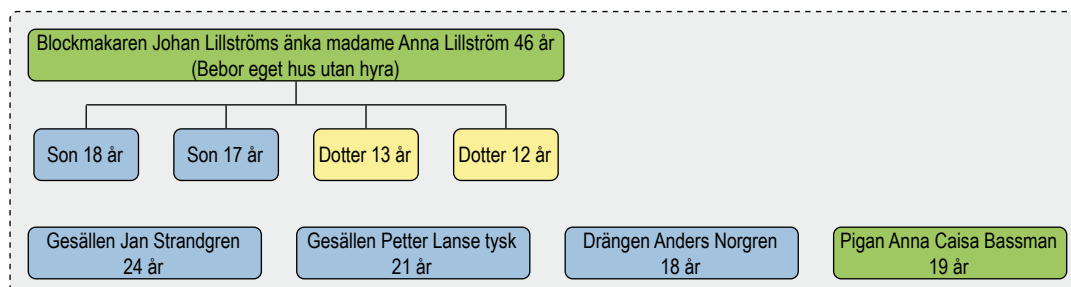 Blockmakaren Johan Lillströms änka madame Anna Lillström 46 år
(Bebor eget hus utan hyra)
Son 18 år
Son 17 år
Dotter 13 år
Dotter 12 år
Gesällen Jan Strandgren
24 år
Gesällen Petter Lanse tysk
21 år
Drängen Anders Norgren
18 år
Pigan Anna Caisa Bassman
19 år